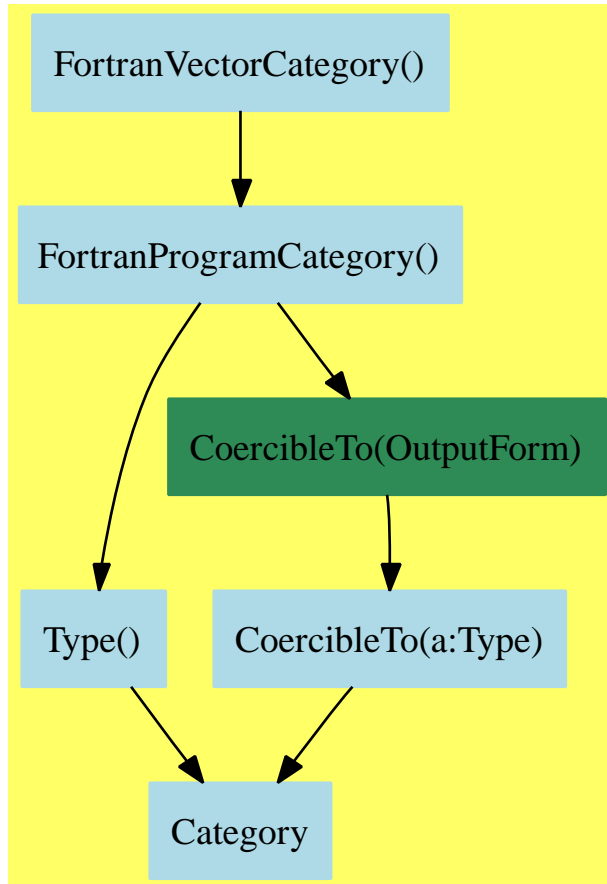 FortranVectorCategory()
FortranProgramCategory()
CoercibleTo(OutputForm)
Type()
CoercibleTo(a:Type)
Category